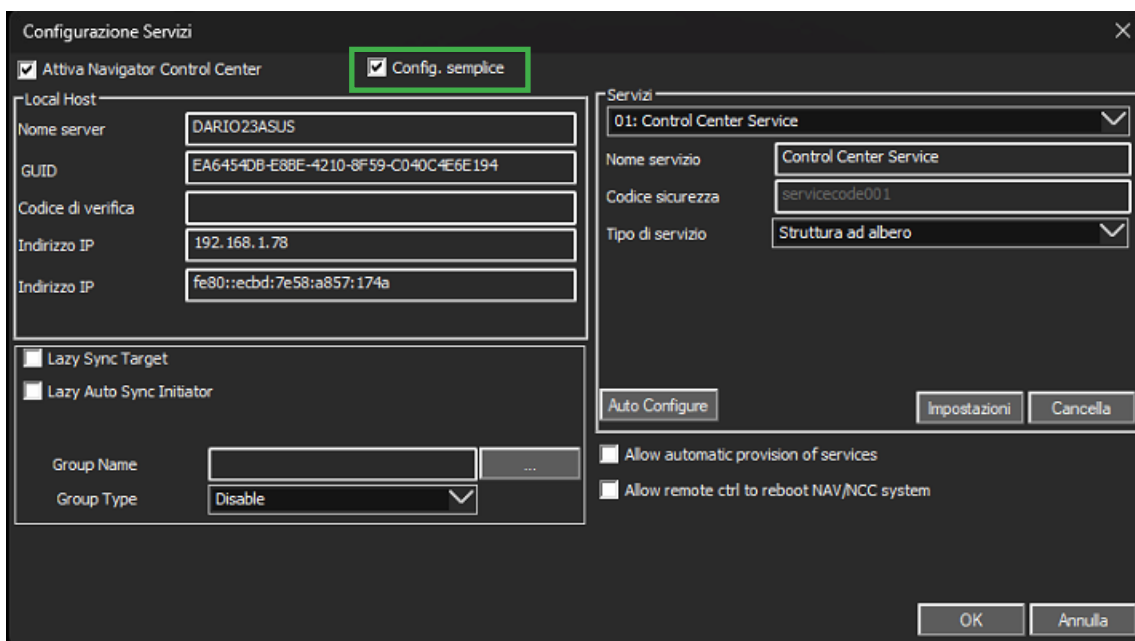 Configurazione Servizi
Attiva Navigator Control Center
Config. semplice
Local Host
Nome server
DARIO23ASUS
GUID
EA6454DB-E8BE-4210-8F59-C040C4E6E194
Codice di verifica
Indirizzo IP
192.168.1.78
Indirizzo IP
fe80::ecbd:7e58:a857:174a
Lazy Sync Target
Lazy Auto Sync Initiator
Group Name
...
Group Type
Disable
Servizi
01: Control Center Service
Nome servizio
Control Center Service
Codice sicurezza
servicecode001
Tipo di servizio
Struttura ad albero
Auto Configure
Impostazioni
Cancella
Allow automatic provision of services
Allow remote ctrl to reboot NAV/NCC system
OK
Annulla